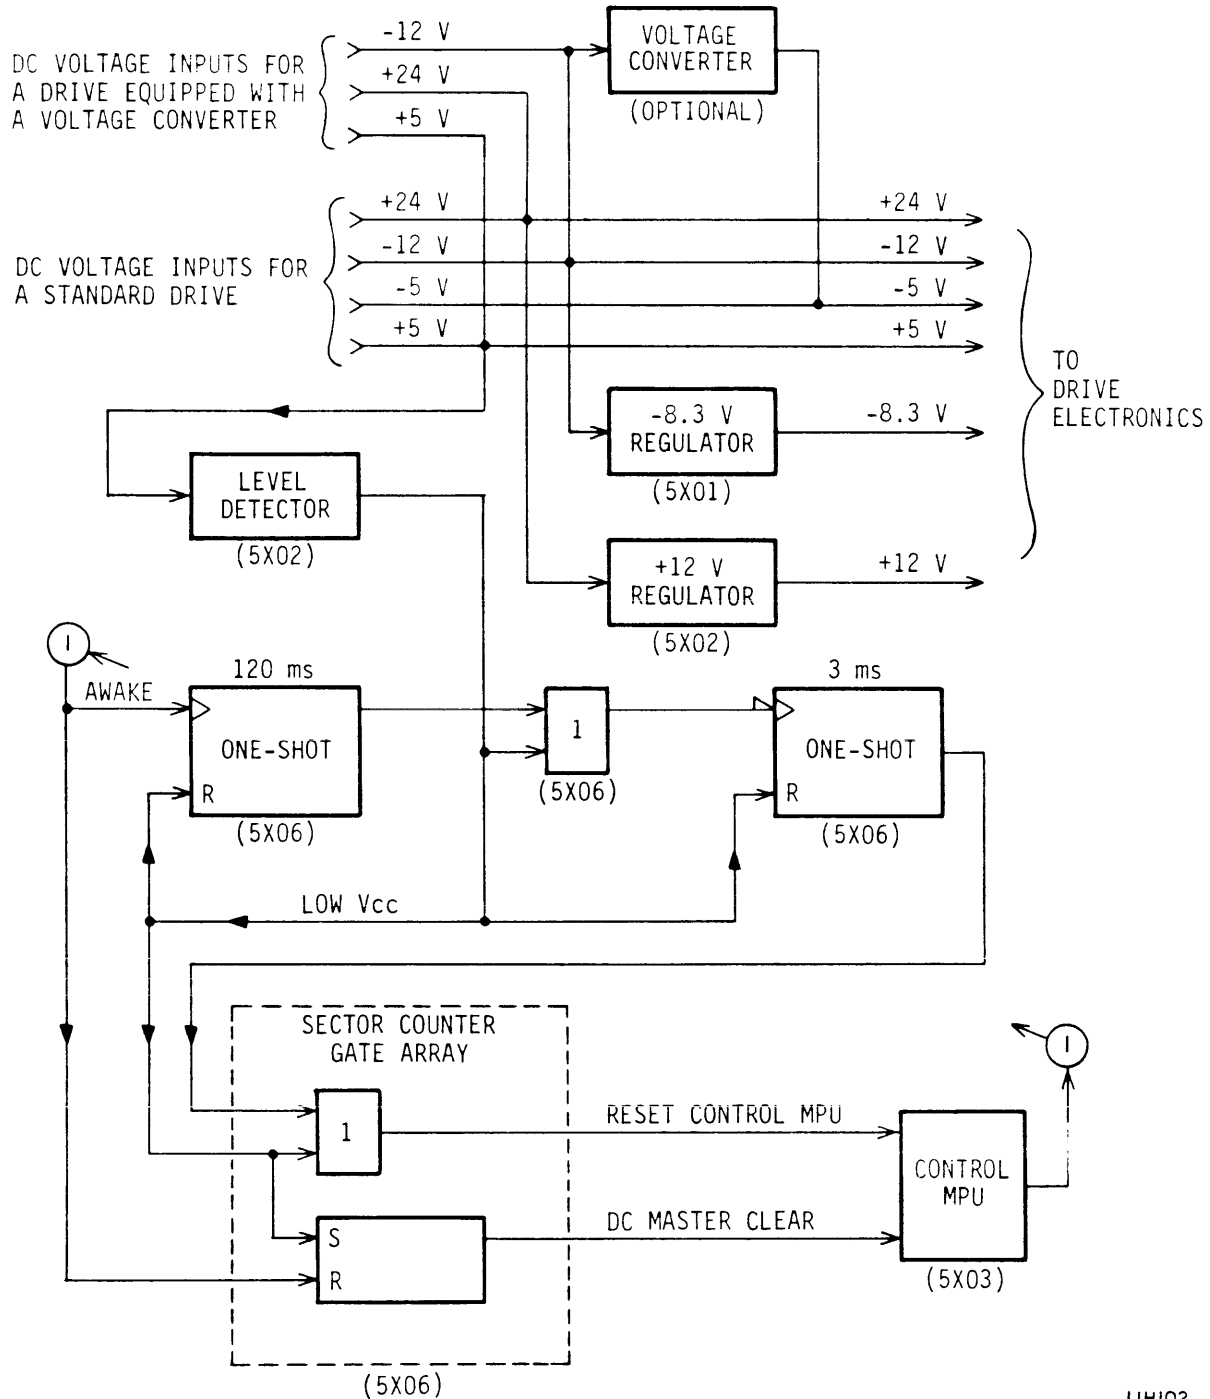 -12 V
+24 V
+5 V
DC VOLTAGE INPUTS FOR
A DRIVE EQUIPPED WITH
A VOLTAGE CONVERTER
VOLTAGE
CONVERTER
(OPTIONAL)
+24 V
-12 V
-5 V
+5 V
DC VOLTAGE INPUTS FOR
A STANDARD DRIVE
+24 V
-12 V
-5 V
+5 V
TO
DRIVE
ELECTRONICS
-8.3 V
REGULATOR
(5X01)
-8.3 V
LEVEL
DETECTOR
(5X02)
+12 V
REGULATOR
(5X02)
+12 V
1
AWAKE
120 ms
ONE-SHOT
R
(5X06)
1
(5X06)
3 ms
ONE-SHOT
R
(5X06)
LOW Vcc
SECTOR COUNTER
GATE ARRAY
1
S
R
(5X06)
RESET CONTROL MPU
DC MASTER CLEAR
CONTROL
MPU
(5X03)
1